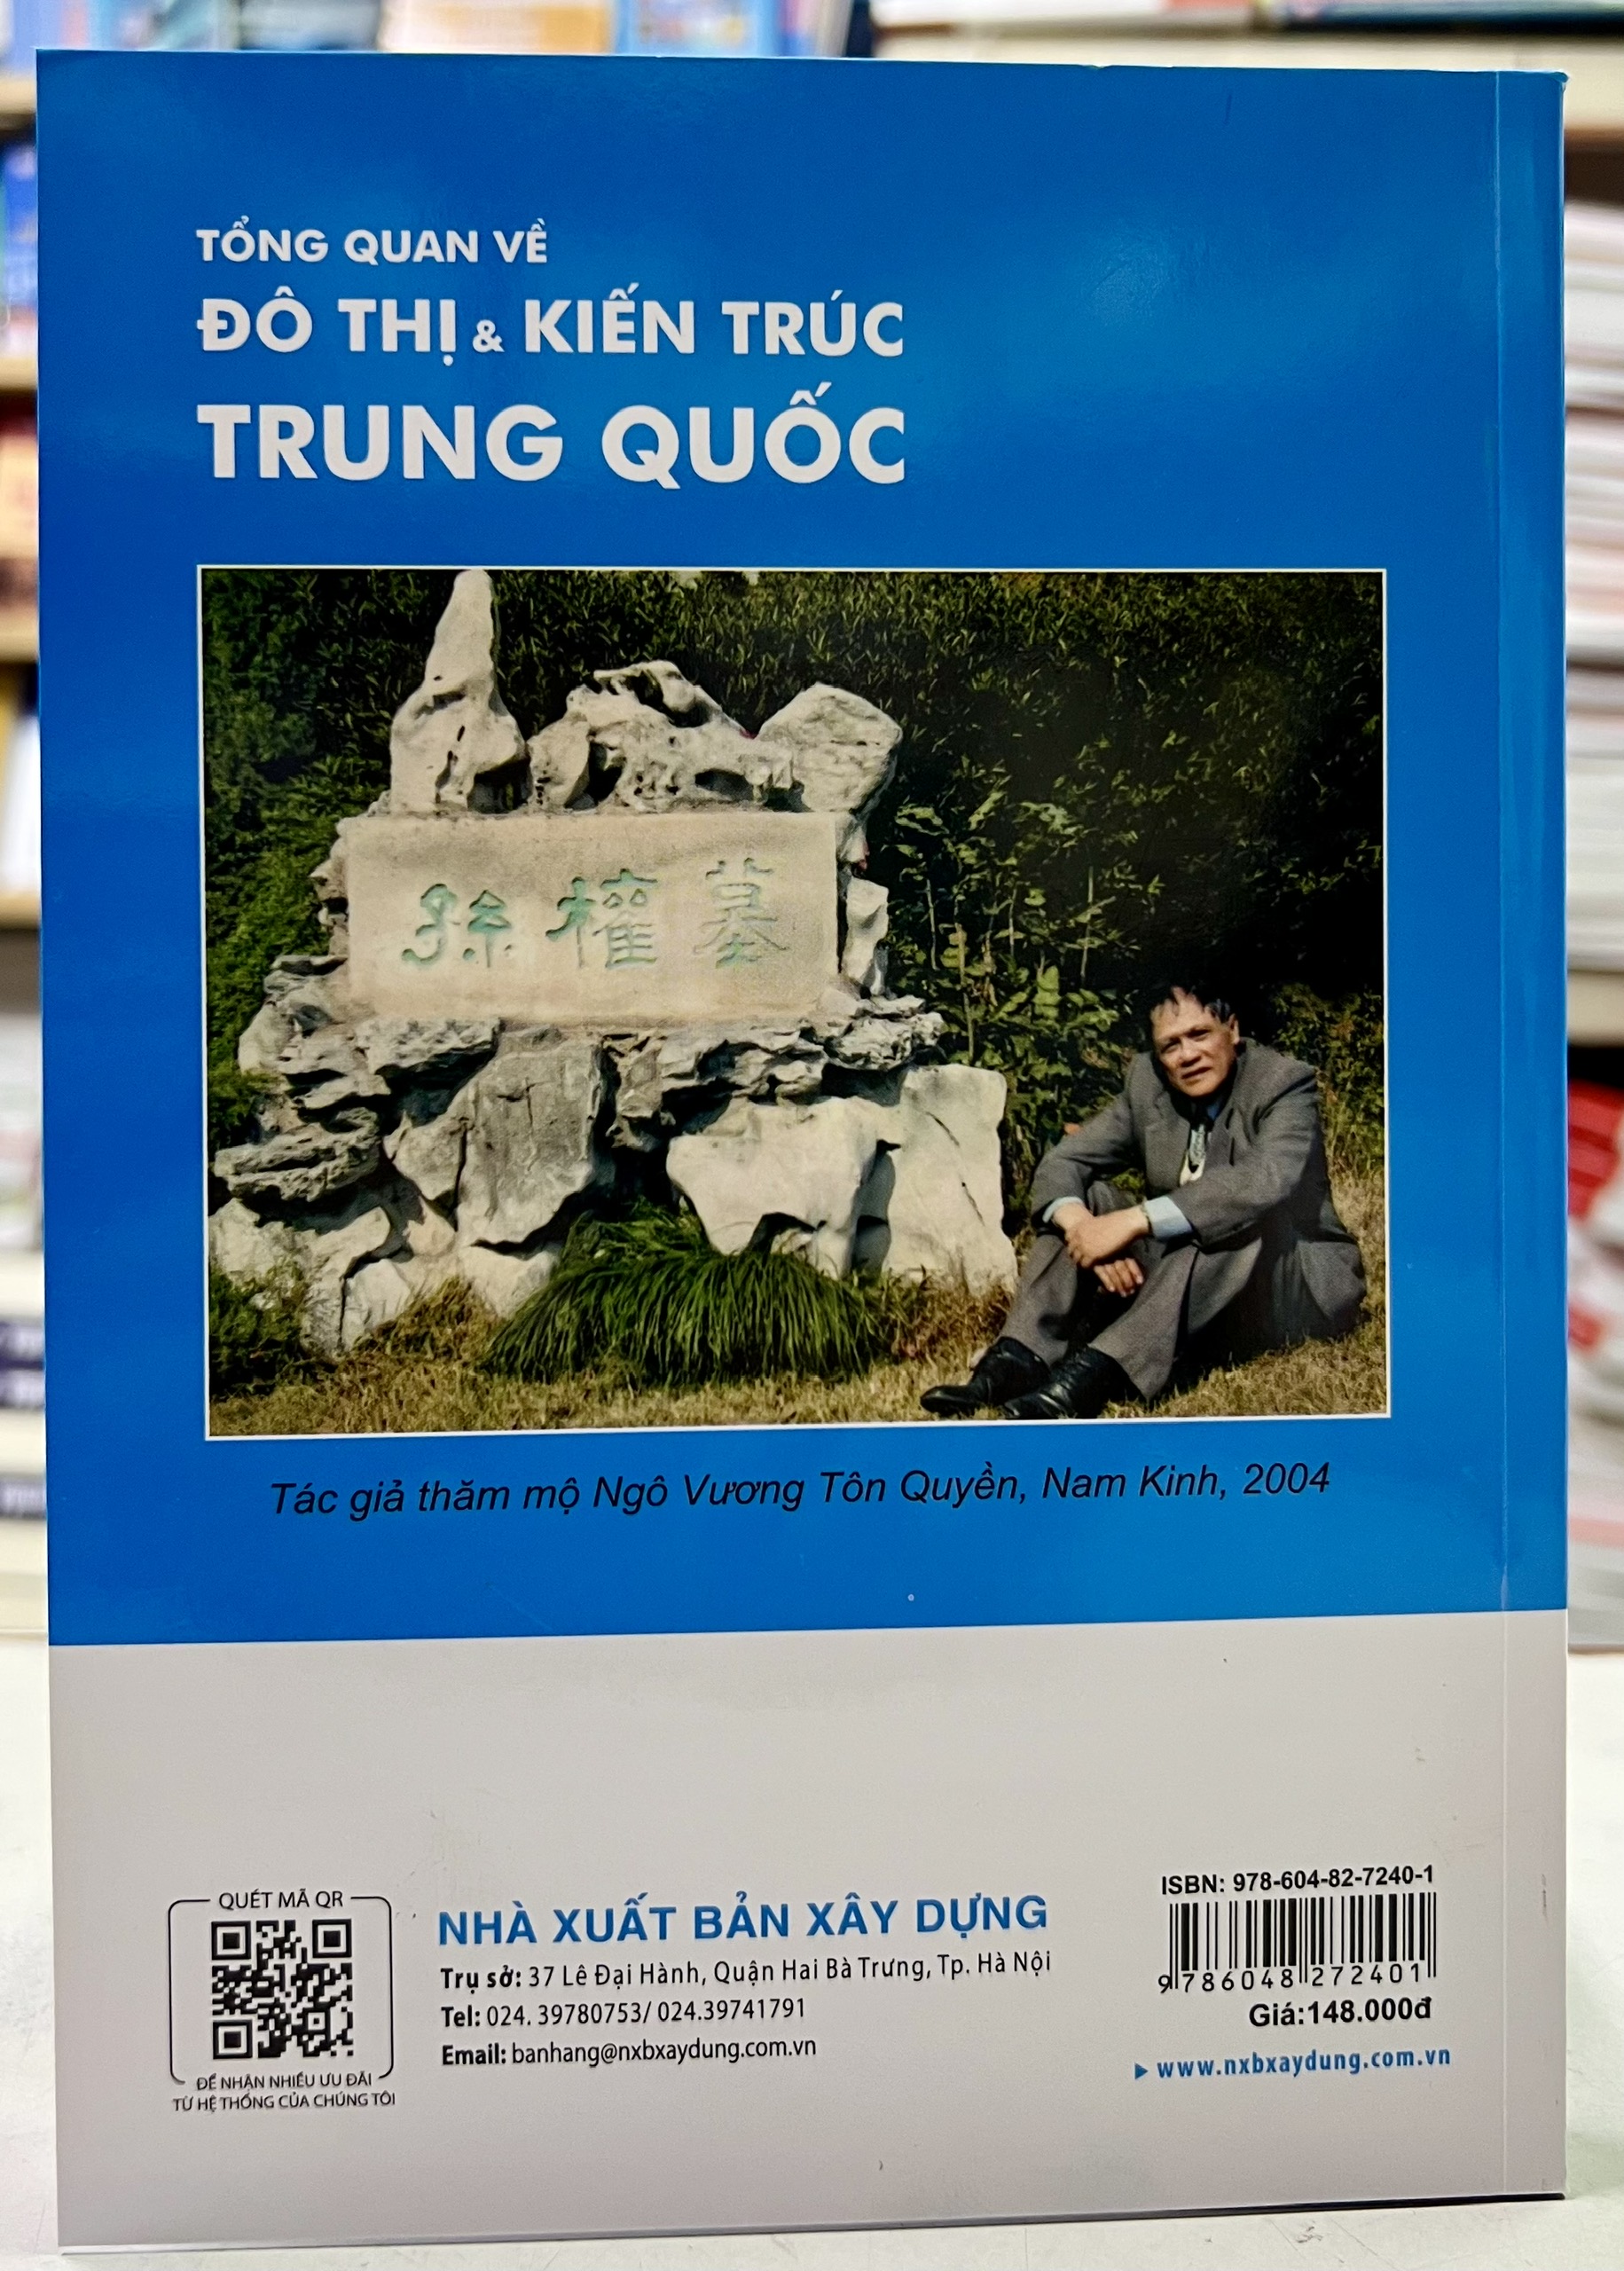 TỔNG QUAN VỀ
ĐÔ THỊ & KIẾN TRÚC
TRUNG QUỐC
孫權墓
Tác giả thăm mộ Ngô Vương Tôn Quyền, Nam Kinh, 2004
QUÉT MÃ QR
ĐỂ NHẬN NHIỀU ƯU ĐÃI
TỪ HỆ THỐNG CỦA CHÚNG TÔI
NHÀ XUẤT BẢN XÂY DỰNG
Trụ sở: 37 Lê Đại Hành, Quận Hai Bà Trưng, Tp. Hà Nội
Tel: 024. 39780753/ 024.39741791
Email: banhang@nxbxaydung.com.vn
ISBN: 978-604-82-7240-1
9 786048 272401
Giá:148.000đ
www.nxbxaydung.com.vn